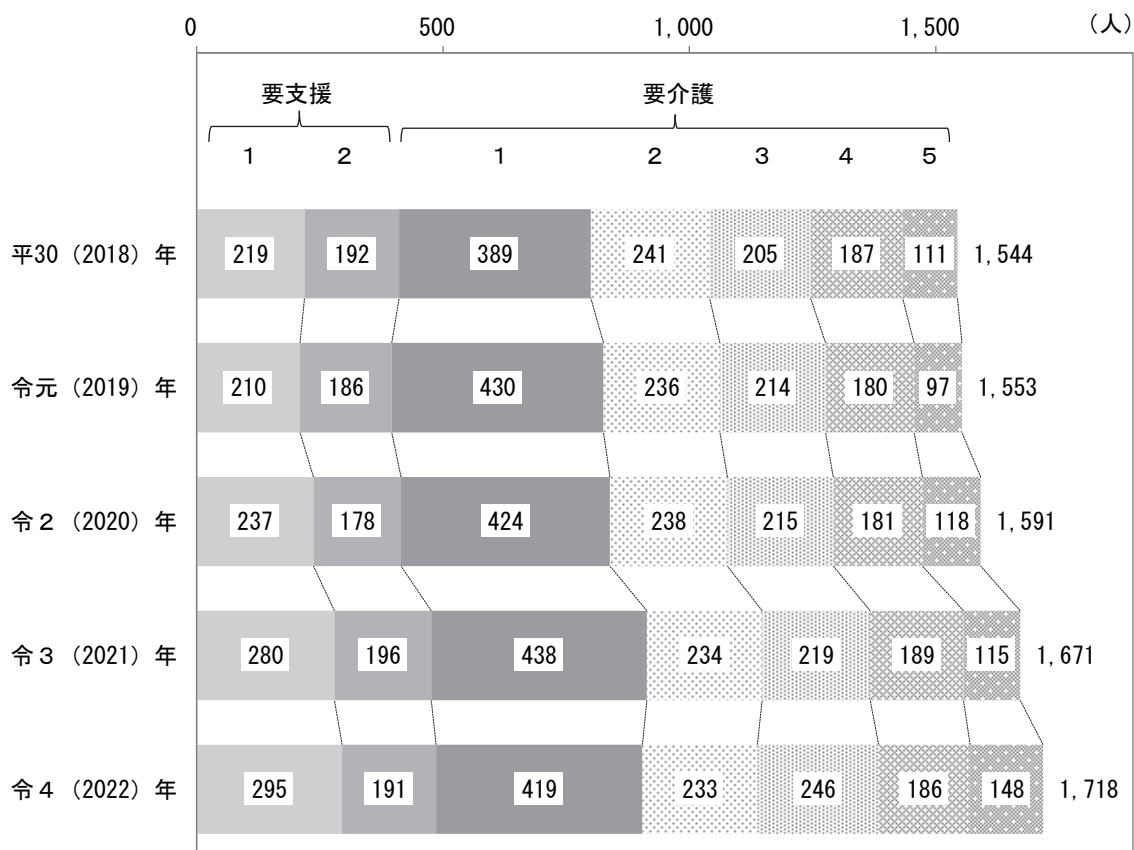 0 500 1,000 1,500 （人）
要支援 要介護
1 2 1 2 3 4 5
平30（2018）年 219 192 389 241 205 187 111 1,544
令元（2019）年 210 186 430 236 214 180 97 1,553
令２（2020）年 237 178 424 238 215 181 118 1,591
令３（2021）年 280 196 438 234 219 189 115 1,671
令４（2022）年 295 191 419 233 246 186 148 1,718